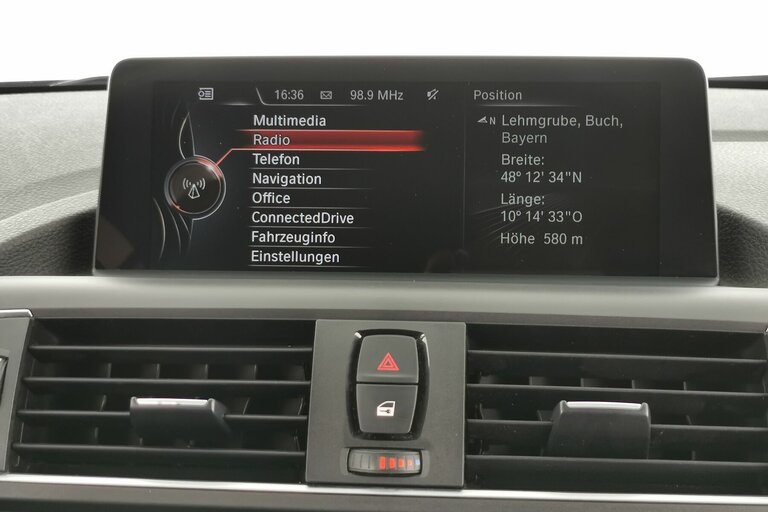 16:36 98.9 MHz
Multimedia
Radio
Telefon
Navigation
Office
ConnectedDrive
Fahrzeuginfo
Einstellungen
Position
N Lehmgrube, Buch,
Bayern
Breite:
48° 12' 34"N
Länge:
10° 14' 33"O
Höhe 580 m